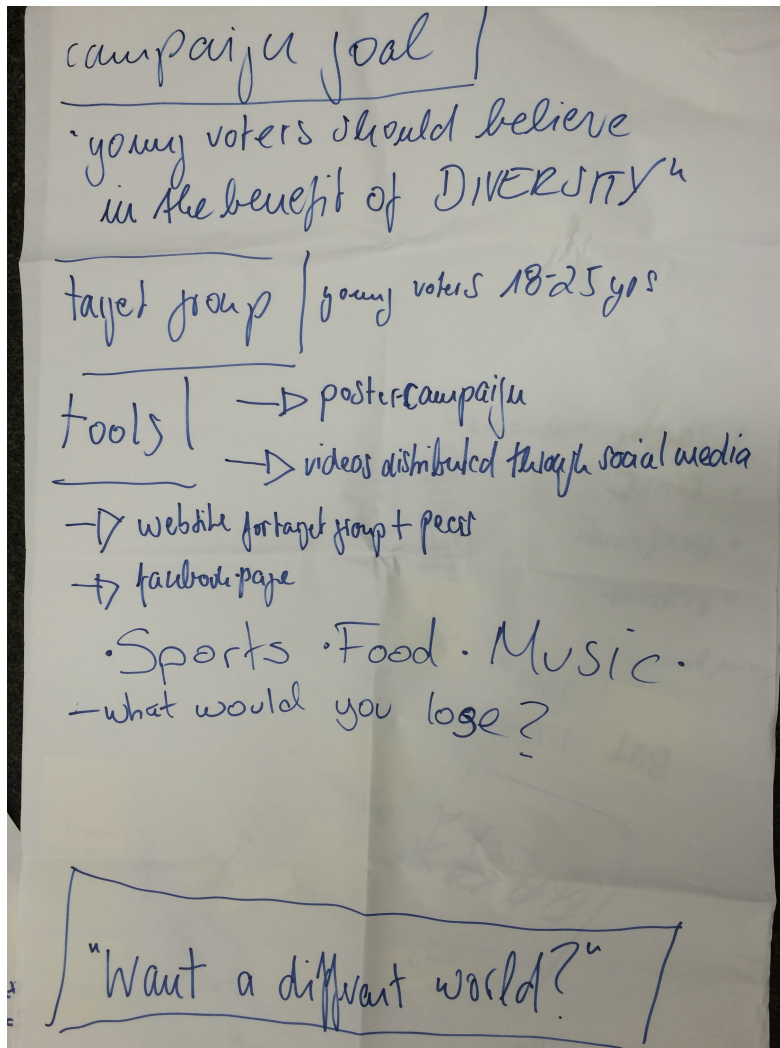 campaign goal
"young voters should believe
in the benefit of DIVERSITY"
target group | young voters 18-25 yrs
tools → poster-campaign
→ videos distributed through social media
→ website for target group + peers
→ facebook-page
· Sports · Food · Music ·
- what would you lose?
"Want a different world?"